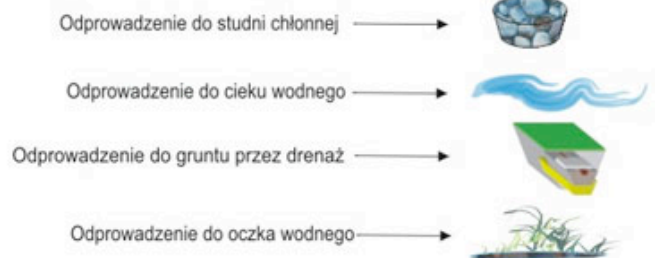 Odprowadzenie do studni chłonnej
Odprowadzenie do cieku wodnego
Odprowadzenie do gruntu przez drenaż
Odprowadzenie do oczka wodnego